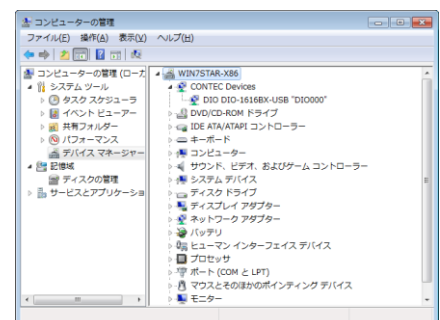 コンピューターの管理
ファイル(F) 操作(A) 表示(V) ヘルプ(H)
コンピューターの管理 (ローカ
システム ツール
タスク スケジューラ
イベント ビューアー
共有フォルダー
パフォーマンス
デバイス マネージャー
記憶域
ディスクの管理
サービスとアプリケーショ
WIN7STAR-X86
CONTEC Devices
DIO DIO-1616BX-USB "DIO000"
DVD/CD-ROM ドライブ
IDE ATA/ATAPI コントローラー
キーボード
コンピューター
サウンド、ビデオ、およびゲーム コントローラー
システム デバイス
ディスク ドライブ
ディスプレイ アダプター
ネットワーク アダプター
バッテリ
ヒューマン インターフェイス デバイス
プロセッサ
ポート (COM と LPT)
マウスとそのほかのポインティング デバイス
モニター